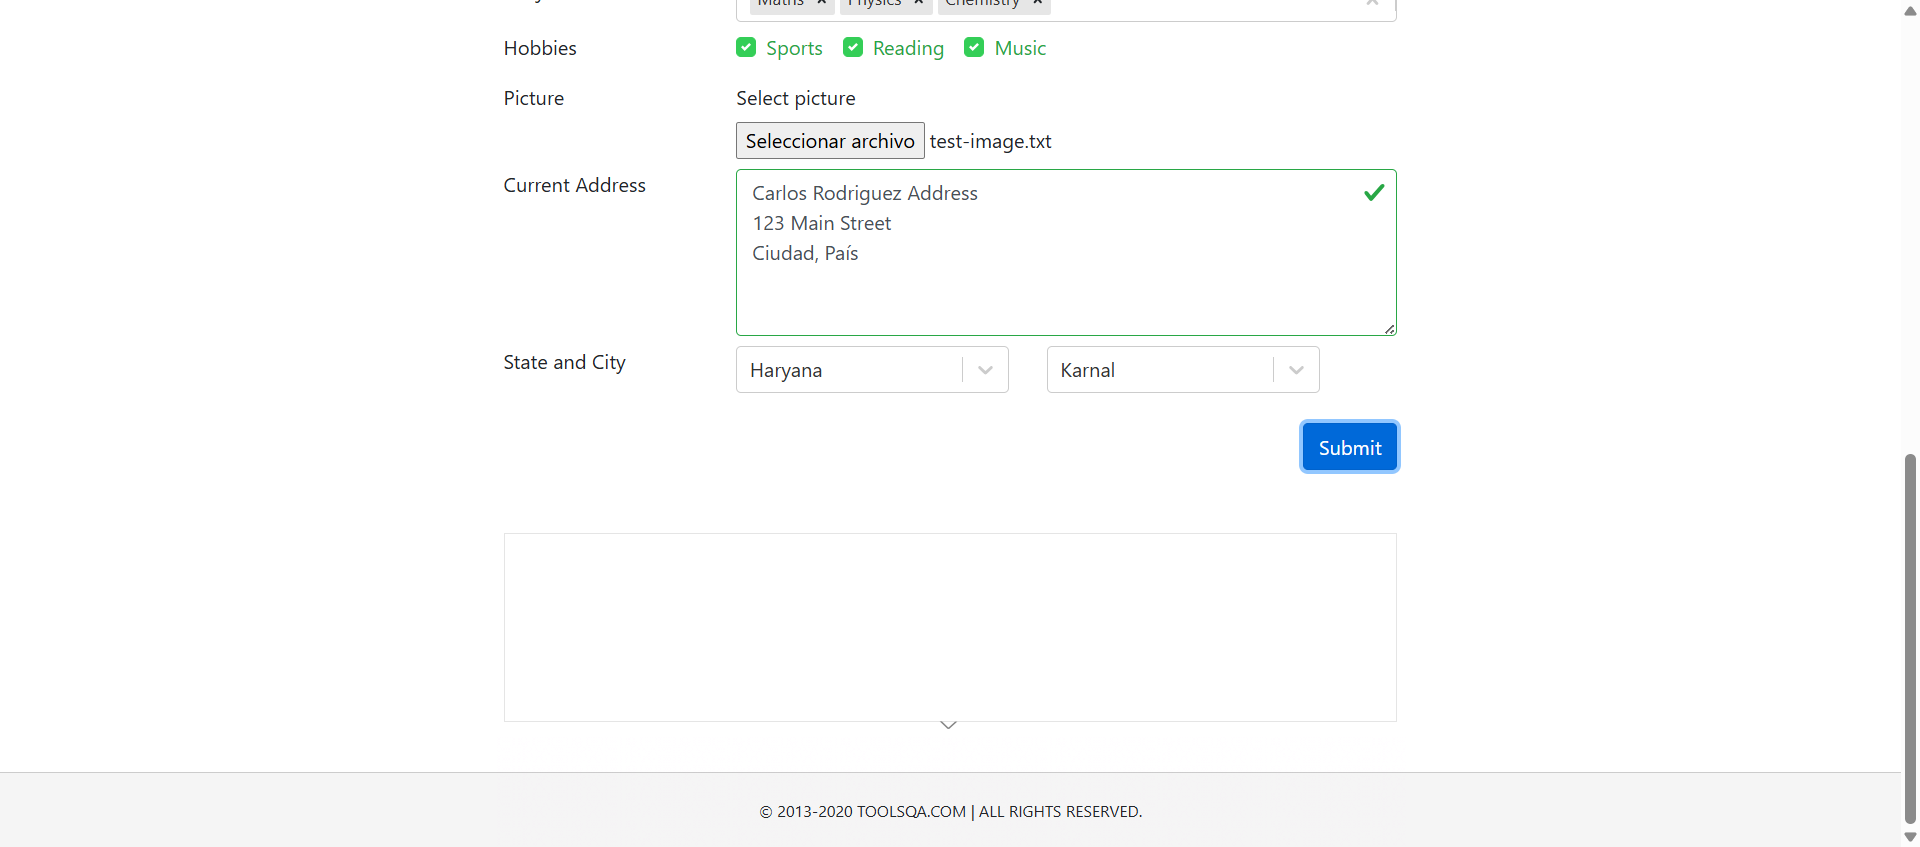 Maths Physics Chemistry
Hobbies Sports Reading Music
Picture Select picture
Seleccionar archivo test-image.txt
Current Address Carlos Rodriguez Address
123 Main Street
Ciudad, País
State and City Haryana Karnal
Submit
© 2013-2020 TOOLSQA.COM | ALL RIGHTS RESERVED.